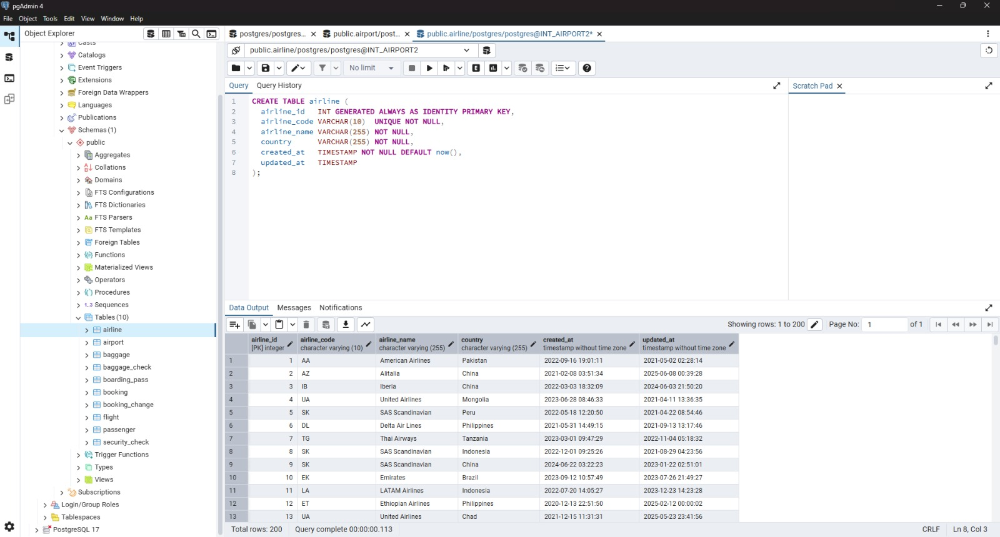 pgAdmin 4
File Object Tools Edit View Window Help
Object Explorer
postgres/postgres...
public.airport/post...
public.airline/postgres/postgres@INT_AIRPORT2*
Casts
Catalogs
Event Triggers
Extensions
Foreign Data Wrappers
Languages
Publications
Schemas (1)
public
Aggregates
Collations
Domains
FTS Configurations
FTS Dictionaries
Aa FTS Parsers
FTS Templates
Foreign Tables
Functions
Materialized Views
Operators
Procedures
1..3 Sequences
Tables (10)
airline
airport
baggage
baggage_check
boarding_pass
booking
booking_change
flight
passenger
security_check
Trigger Functions
Types
Views
Subscriptions
Login/Group Roles
Tablespaces
PostgreSQL 17
public.airline/postgres/postgres@INT_AIRPORT2
No limit
E
Query Query History
Scratch Pad
1 CREATE TABLE airline (
2 airline_id INT GENERATED ALWAYS AS IDENTITY PRIMARY KEY,
3 airline_code VARCHAR(10) UNIQUE NOT NULL,
4 airline_name VARCHAR(255) NOT NULL,
5 country VARCHAR(255) NOT NULL,
6 created_at TIMESTAMP NOT NULL DEFAULT now(),
7 updated_at TIMESTAMP
8 );
Data Output Messages Notifications
Showing rows: 1 to 200 Page No: 1 of 1
airline_id airline_code airline_name country created_at updated_at
[PK] integer character varying (10) character varying (255) character varying (255) timestamp without time zone timestamp without time zone
1 1 AA American Airlines Pakistan 2022-09-16 19:01:11 2021-05-02 02:28:14
2 2 AZ Alitalia China 2021-02-08 03:51:34 2025-06-08 00:39:28
3 3 IB Iberia China 2022-03-03 18:32:09 2024-06-03 21:50:20
4 4 UA United Airlines Mongolia 2023-06-28 08:46:33 2021-04-11 13:36:35
5 5 SK SAS Scandinavian Peru 2022-05-18 12:20:50 2021-04-22 08:54:46
6 6 DL Delta Air Lines Philippines 2021-05-31 14:49:15 2021-09-13 13:17:46
7 7 TG Thai Airways Tanzania 2023-03-01 09:47:29 2022-11-04 05:18:32
8 8 SK SAS Scandinavian Indonesia 2022-12-01 09:25:26 2021-08-29 04:23:56
9 9 SK SAS Scandinavian China 2024-06-22 03:22:23 2023-01-22 02:51:01
10 10 EK Emirates Brazil 2023-09-12 10:57:49 2023-07-26 21:49:27
11 11 LA LATAM Airlines Indonesia 2022-07-20 14:05:27 2023-12-23 14:23:28
12 12 ET Ethiopian Airlines Philippines 2020-12-13 22:51:50 2025-02-12 00:00:02
13 13 UA United Airlines Chad 2021-12-15 11:31:31 2025-05-23 23:41:56
Total rows: 200 Query complete 00:00:00.113
CRLF Ln 8, Col 3